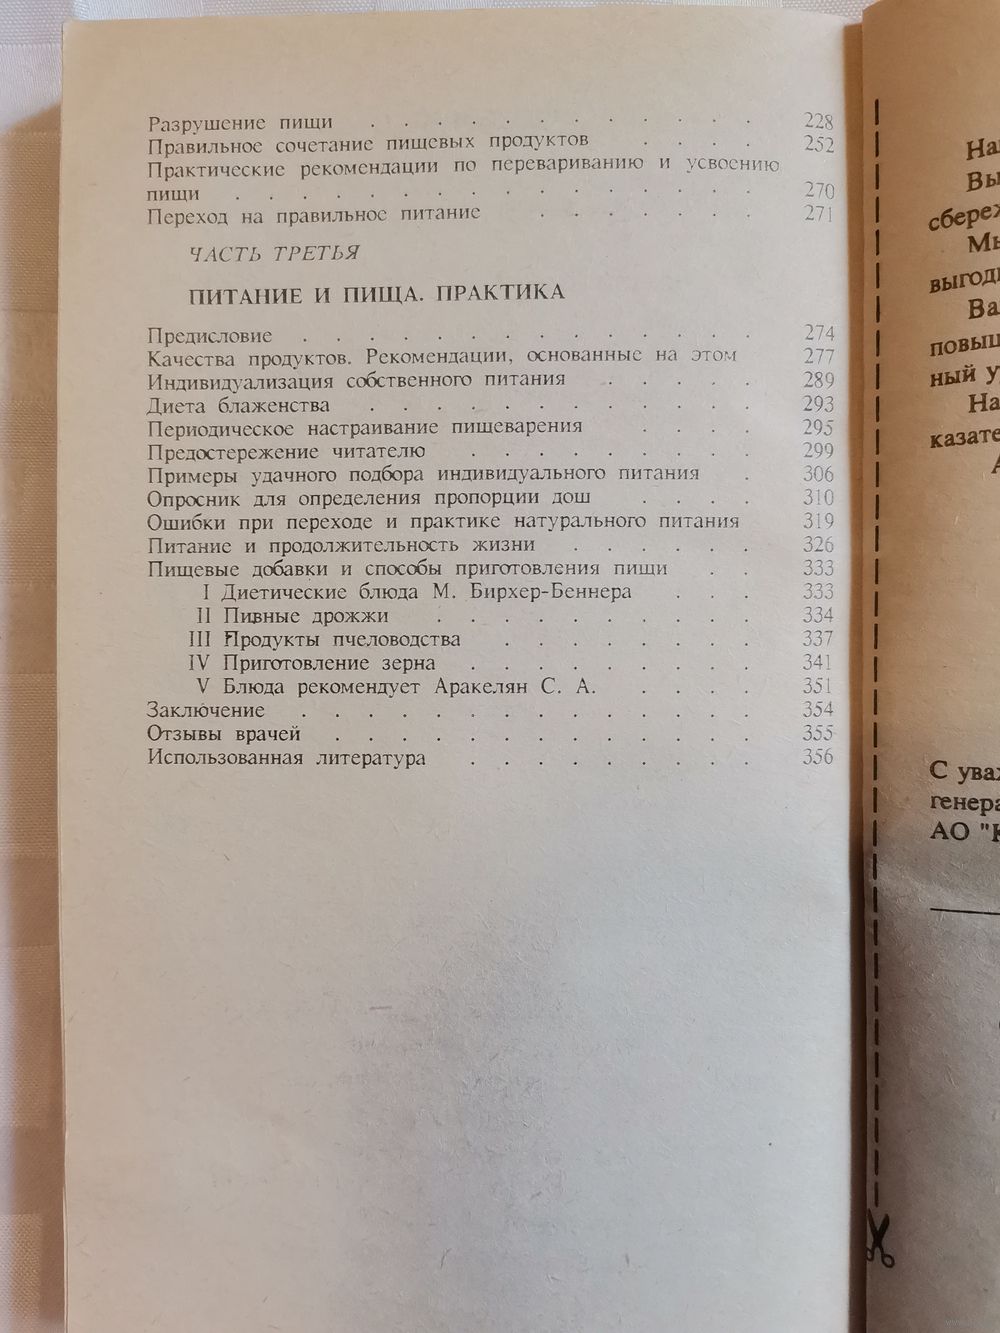 Разрушение пищи . . . . . . . . . . . . 228
Правильное сочетание пищевых продуктов . . . . 252
Практические рекомендации по перевариванию и усвоению
пищи . . . . . . . . . . . . . . . . 270
Переход на правильное питание . . . . . . . 271
ЧАСТЬ ТРЕТЬЯ
ПИТАНИЕ И ПИЩА. ПРАКТИКА
Предисловие . . . . . . . . . . . . . . 274
Качества продуктов. Рекомендации, основанные на этом 277
Индивидуализация собственного питания . . . . . 289
Диета блаженства . . . . . . . . . . . . 293
Периодическое настраивание пищеварения . . . . 295
Предостережение читателю . . . . . . . 299
Примеры удачного подбора индивидуального питания . 306
Опросник для определения пропорции дош . . . . 310
Ошибки при переходе и практике натурального питания 319
Питание и продолжительность жизни . . . . . . 326
Пищевые добавки и способы приготовления пищи . . 333
I Диетические блюда М. Бирхер-Беннера . . . 333
II Пивные дрожжи . . . . . . . . . . 334
III Продукты пчеловодства . . . . . . . . 337
IV Приготовление зерна . . . . . . . . . 341
V Блюда рекомендует Аракелян С. А. . . . . 351
Заключение . . . . . . . . . . . . . . 354
Отзывы врачей . . . . . . . . . . . . . 355
Использованная литература . . . . . . . . . 356
На
Вы
сбереж
Мы
выгодн
Ва
повыш
ный у
На
казате
А
С ува
генера
АО "К